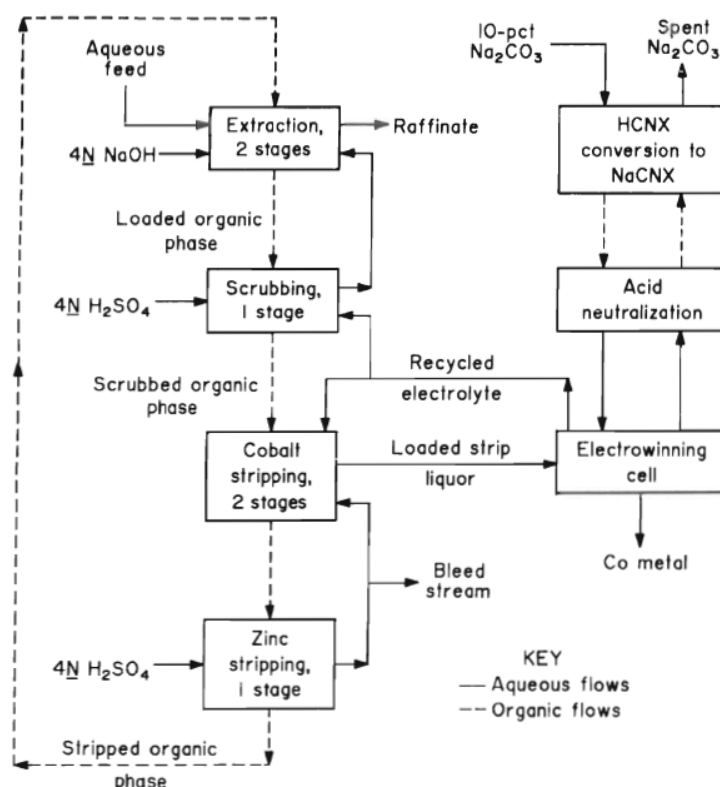 Aqueous
feed
4N NaOH
Extraction,
2 stages
Raffinate
Loaded organic
phase
4N H₂SO₄
Scrubbing,
1 stage
Scrubbed organic
phase
Recycled
electrolyte
Cobalt
stripping,
2 stages
Loaded strip
liquor
Bleed
stream
4N H₂SO₄
Zinc
stripping,
1 stage
Stripped organic
phase
10-pct
Na₂CO₃
Spent
Na₂CO₃
HCNX
conversion to
NaCNX
Acid
neutralization
Electrowinning
cell
Co metal
KEY
Aqueous flows
Organic flows